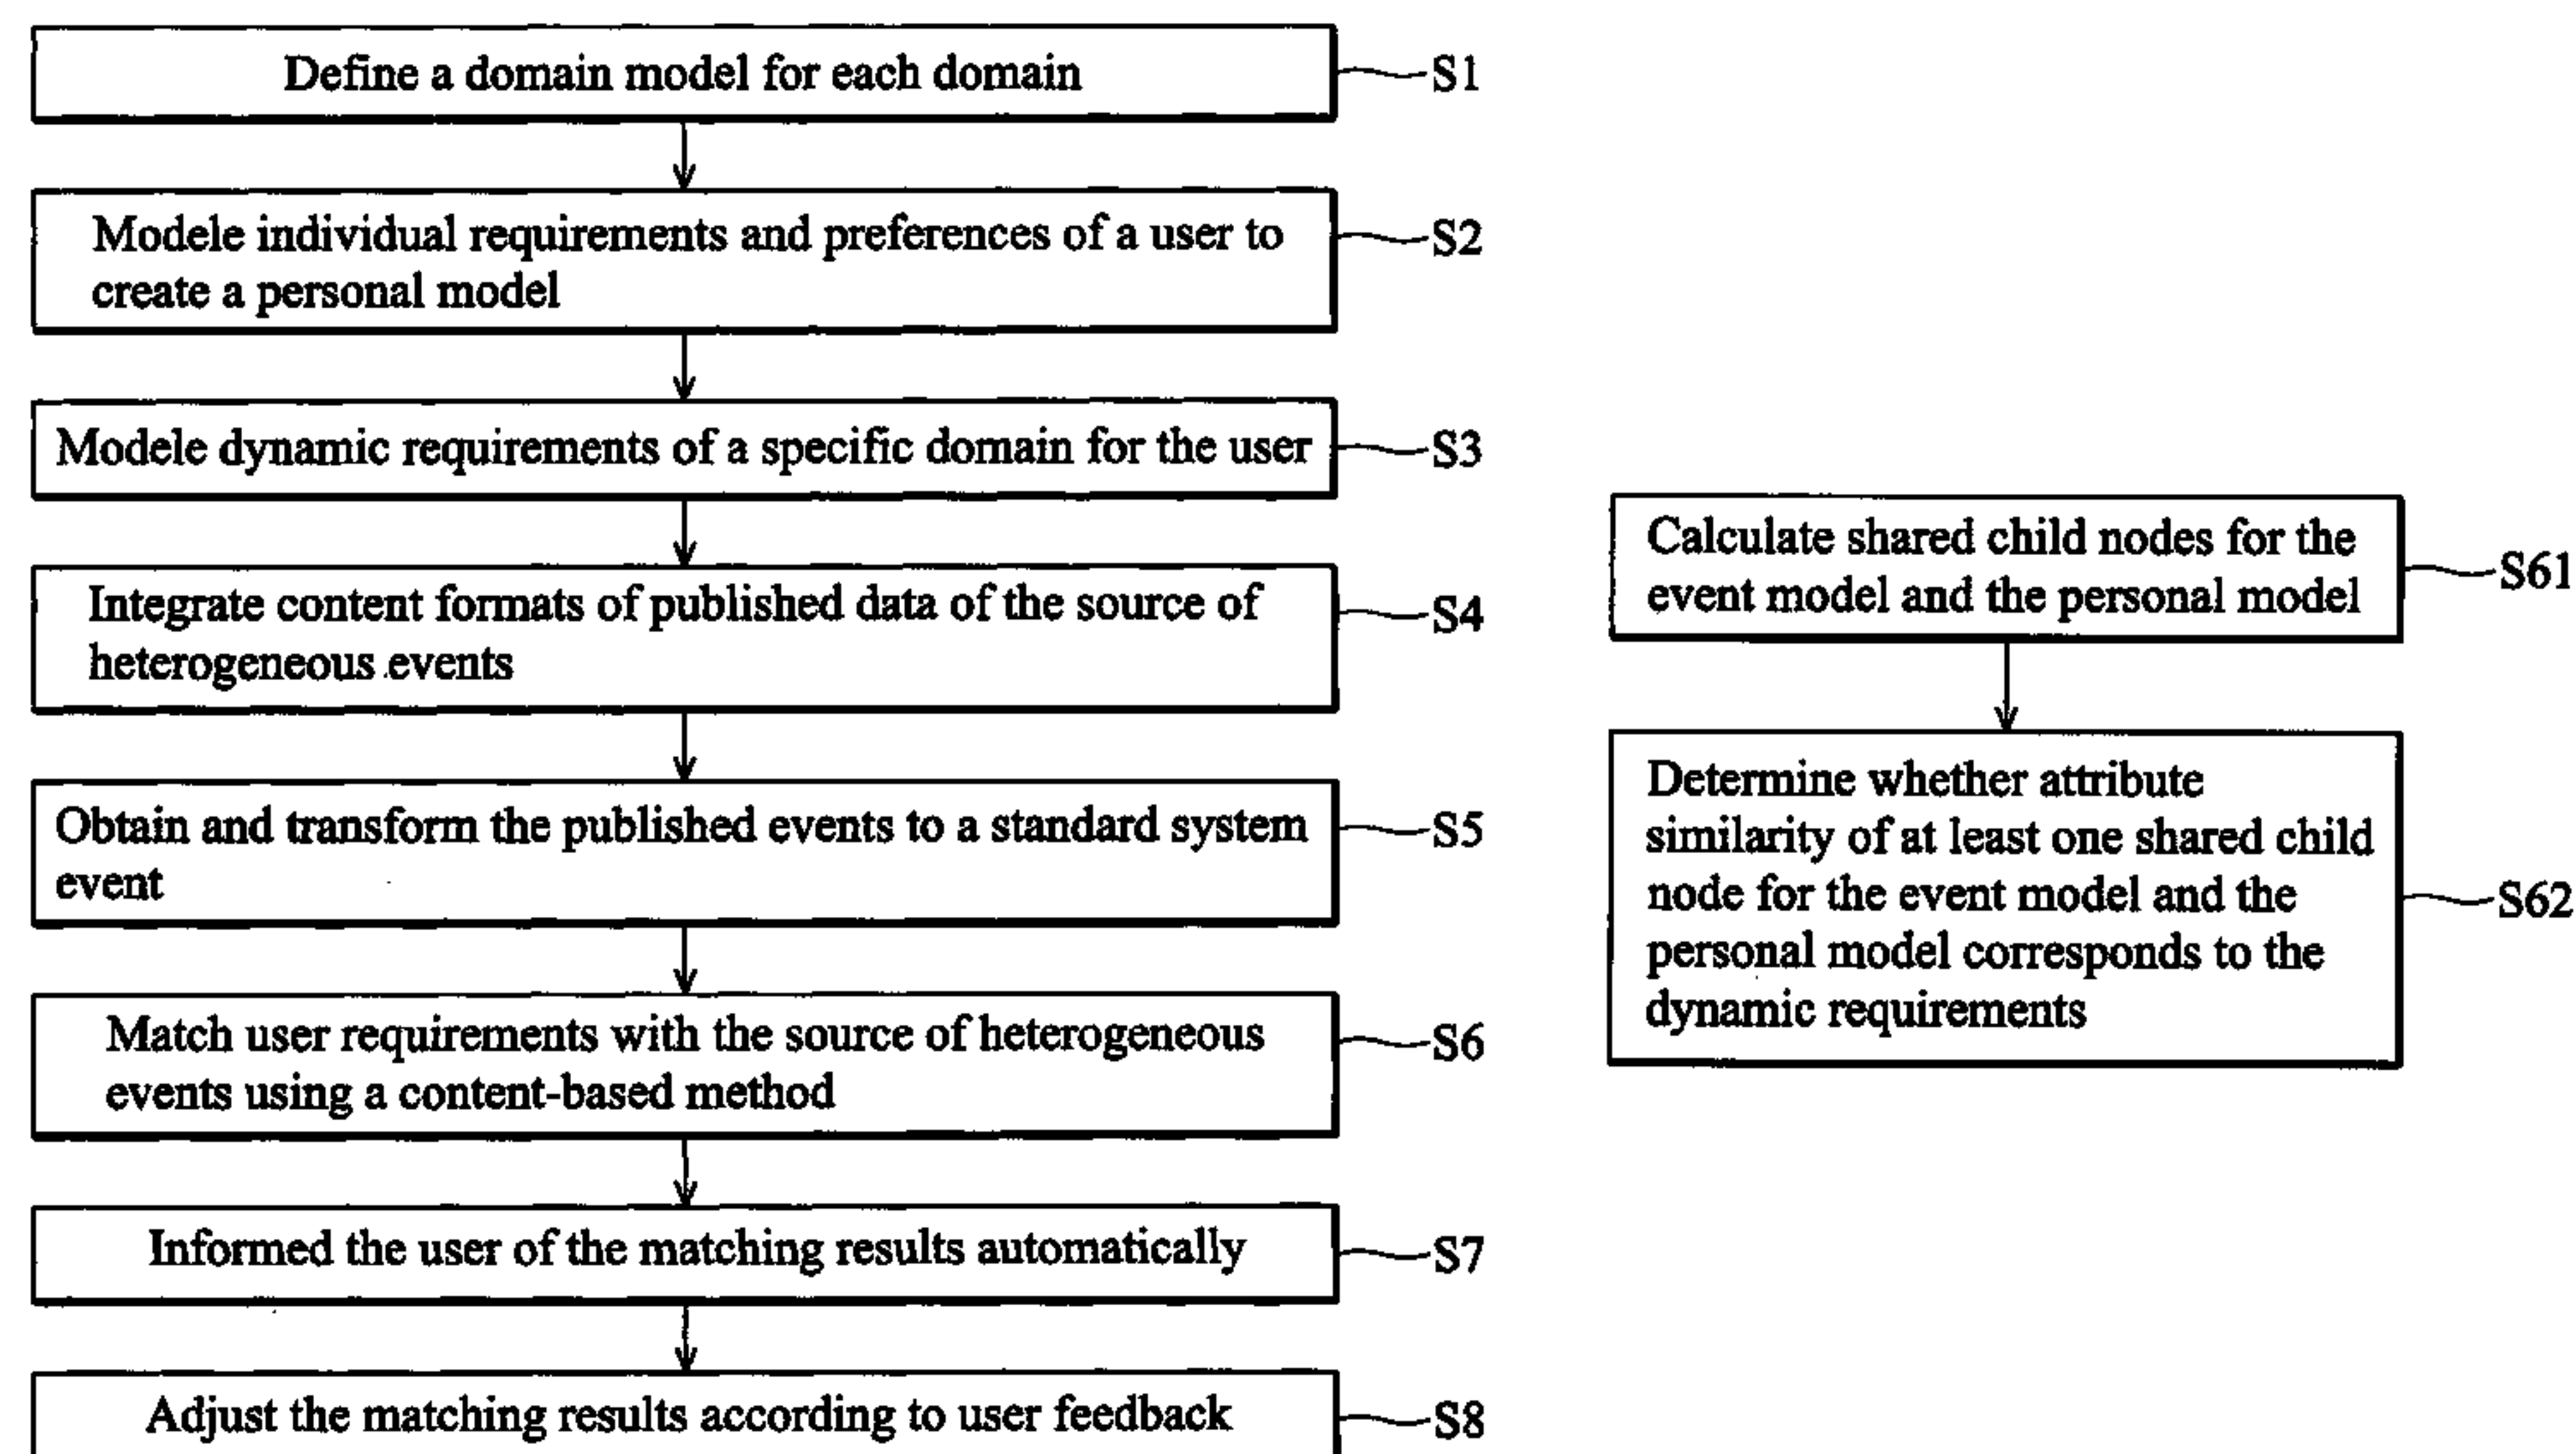 Define a domain model for each domain
S1
Modele individual requirements and preferences of a user to
create a personal model
S2
Modele dynamic requirements of a specific domain for the user
S3
Integrate content formats of published data of the source of
heterogeneous events
S4
Obtain and transform the published events to a standard system
event
S5
Match user requirements with the source of heterogeneous
events using a content-based method
S6
Informed the user of the matching results automatically
S7
Adjust the matching results according to user feedback
S8
Calculate shared child nodes for the
event model and the personal model
S61
Determine whether attribute
similarity of at least one shared child
node for the event model and the
personal model corresponds to the
dynamic requirements
S62